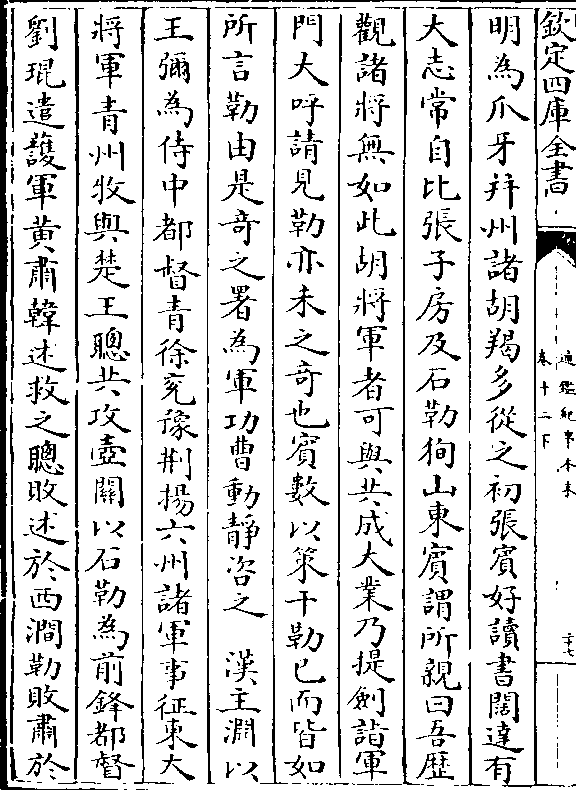 欽定四庫全書
通鑑紀事本末
卷十二下
二十七
明為爪牙并州諸胡羯多從之初張賓好讀書闊達有
大志常自比張子房及石勒徇山東賓謂所親曰吾歷
觀諸將無如此胡將軍者可與共成大業乃提劍詣軍
門大呼請見勒亦未之奇也賓數以策干勒已而皆如
所言勒由是奇之署為軍功曹動靜咨之　漢主淵以
王彌為侍中都督青徐兖豫荆揚六州諸軍事征東大
將軍青州牧與楚王聰共攻壺關以石勒為前鋒都督
劉琨遣護軍黃肅韓述救之聰敗述於西澗勒敗肅於